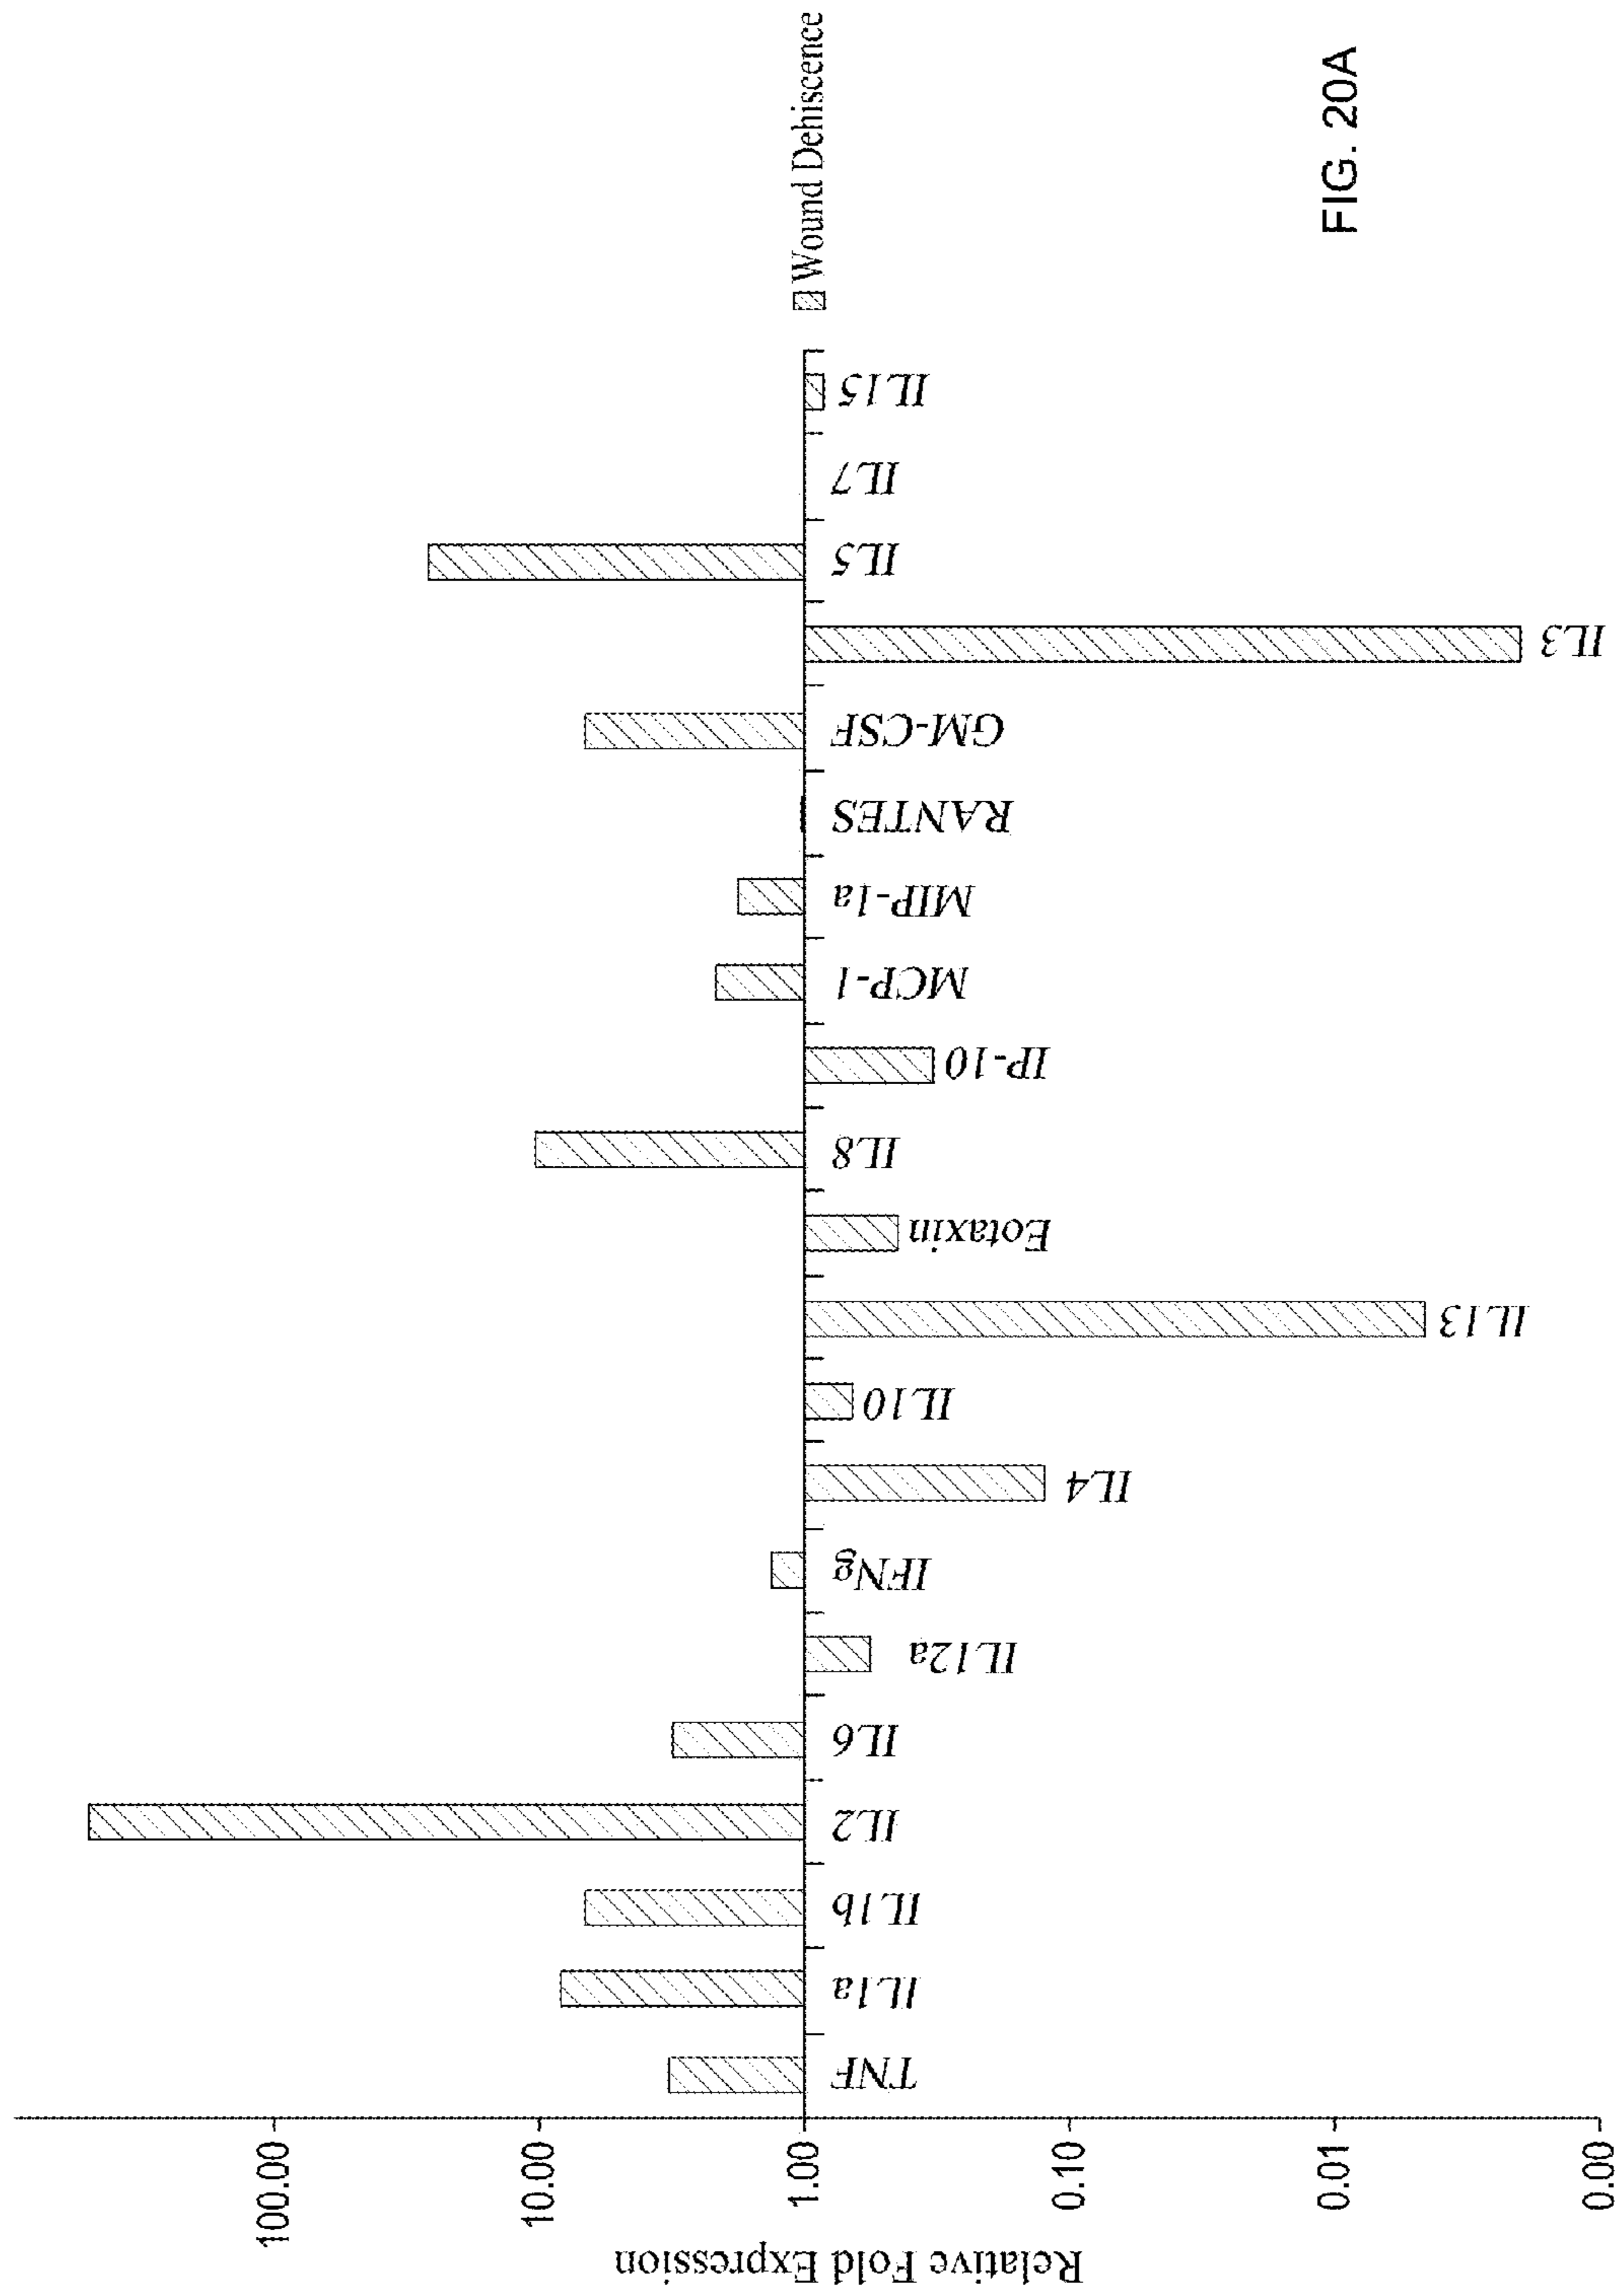 Relative Fold Expression
100.00
10.00
1.00
0.10
0.01
0.00
TNF
IL1a
IL1b
IL2
IL6
IL12a
IFNg
IL4
IL10
IL13
Eotaxin
IL8
IP-10
MCP-1
MIP-1a
RANTES
GM-CSF
IL3
IL5
IL7
IL15
Wound Dehiscence
FIG. 20A